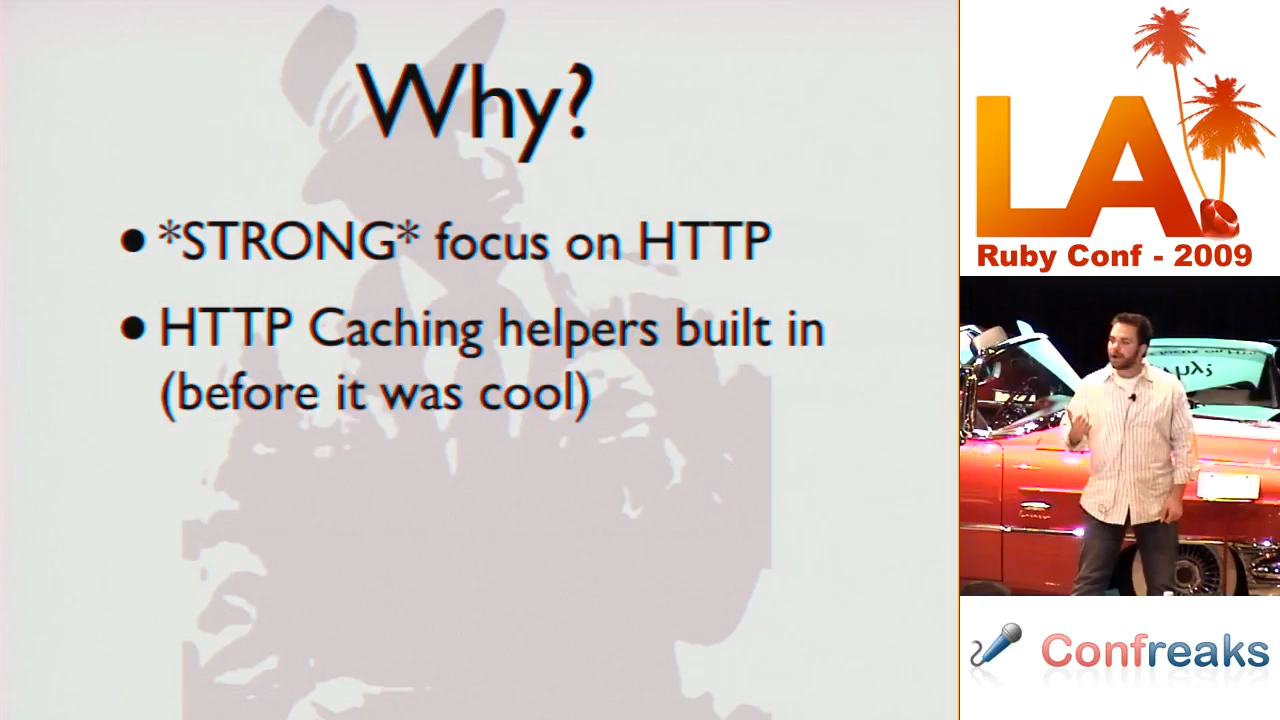 Why?
• *STRONG* focus on HTTP
• HTTP Caching helpers built in
(before it was cool)
LA
Ruby Conf - 2009
Confreaks